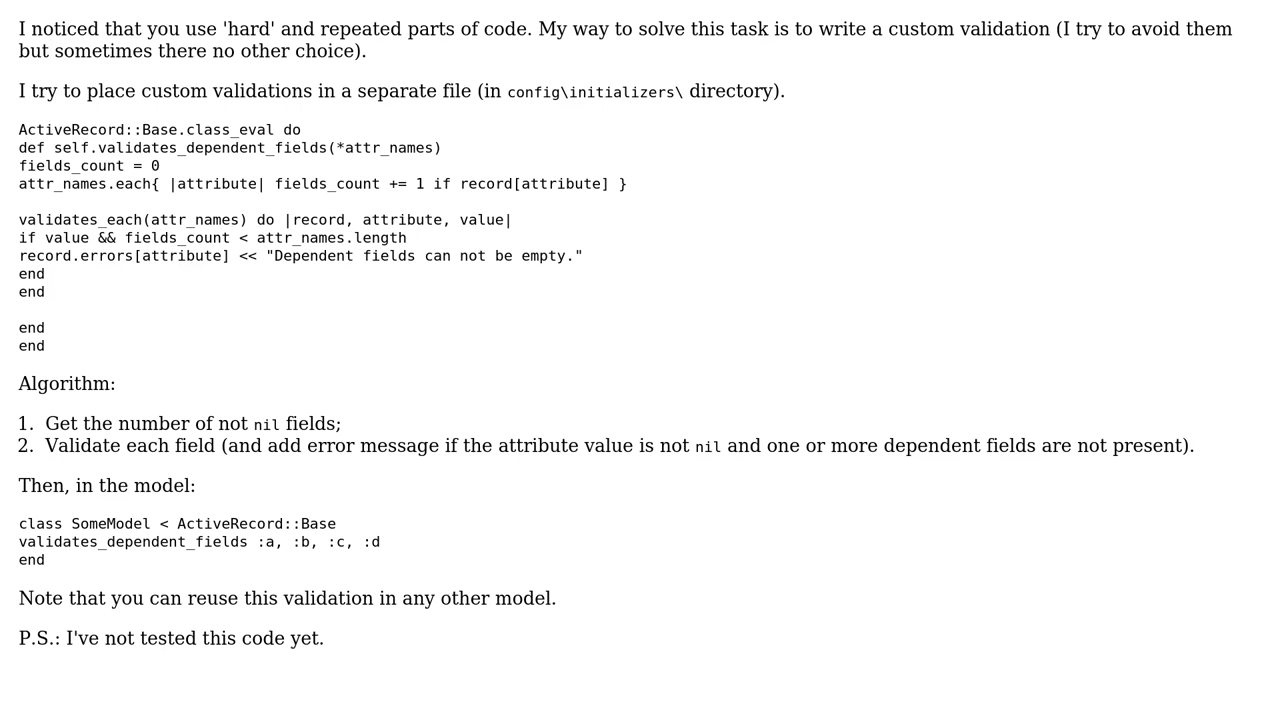 I noticed that you use 'hard' and repeated parts of code. My way to solve this task is to write a custom validation (I try to avoid them
but sometimes there no other choice).
I try to place custom validations in a separate file (in config\initializers\ directory).
ActiveRecord::Base.class_eval do
def self.validates_dependent_fields(*attr_names)
fields_count = 0
attr_names.each{ |attribute| fields_count += 1 if record[attribute] }
validates_each(attr_names) do |record, attribute, value|
if value && fields_count < attr_names.length
record.errors[attribute] << "Dependent fields can not be empty."
end
end
end
end
Algorithm:
1. Get the number of not nil fields;
2. Validate each field (and add error message if the attribute value is not nil and one or more dependent fields are not present).
Then, in the model:
class SomeModel < ActiveRecord::Base
validates_dependent_fields :a, :b, :c, :d
end
Note that you can reuse this validation in any other model.
P.S.: I've not tested this code yet.